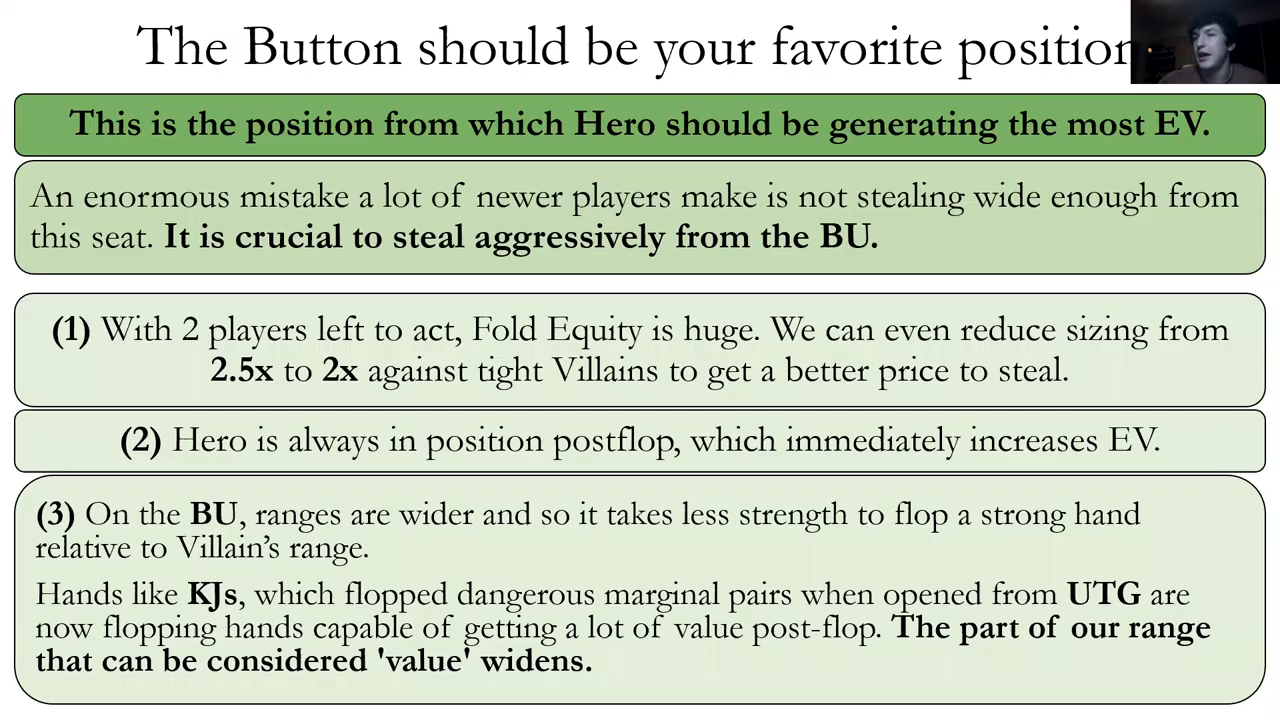 The Button should be your favorite position
This is the position from which Hero should be generating the most EV.
An enormous mistake a lot of newer players make is not stealing wide enough from
this seat. It is crucial to steal aggressively from the BU.
(1) With 2 players left to act, Fold Equity is huge. We can even reduce sizing from
2.5x to 2x against tight Villains to get a better price to steal.
(2) Hero is always in position postflop, which immediately increases EV.
(3) On the BU, ranges are wider and so it takes less strength to flop a strong hand
relative to Villain's range.
Hands like KJs, which flopped dangerous marginal pairs when opened from UTG are
now flopping hands capable of getting a lot of value post-flop. The part of our range
that can be considered 'value' widens.